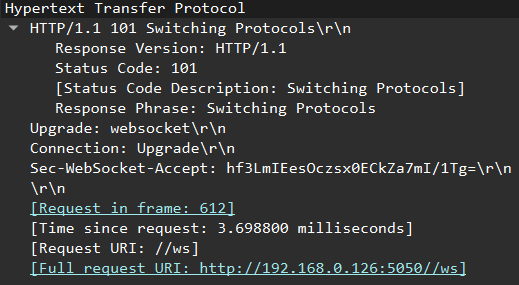 Hypertext Transfer Protocol
HTTP/1.1 101 Switching Protocols\r\n
Response Version: HTTP/1.1
Status Code: 101
[Status Code Description: Switching Protocols]
Response Phrase: Switching Protocols
Upgrade: websocket\r\n
Connection: Upgrade\r\n
Sec-WebSocket-Accept: hf3LmIEesOczsx0ECkZa7mI/1Tg=\r\n
\r\n
[Request in frame: 612]
[Time since request: 3.698800 milliseconds]
[Request URI: //ws]
[Full request URI: http://192.168.0.126:5050//ws]